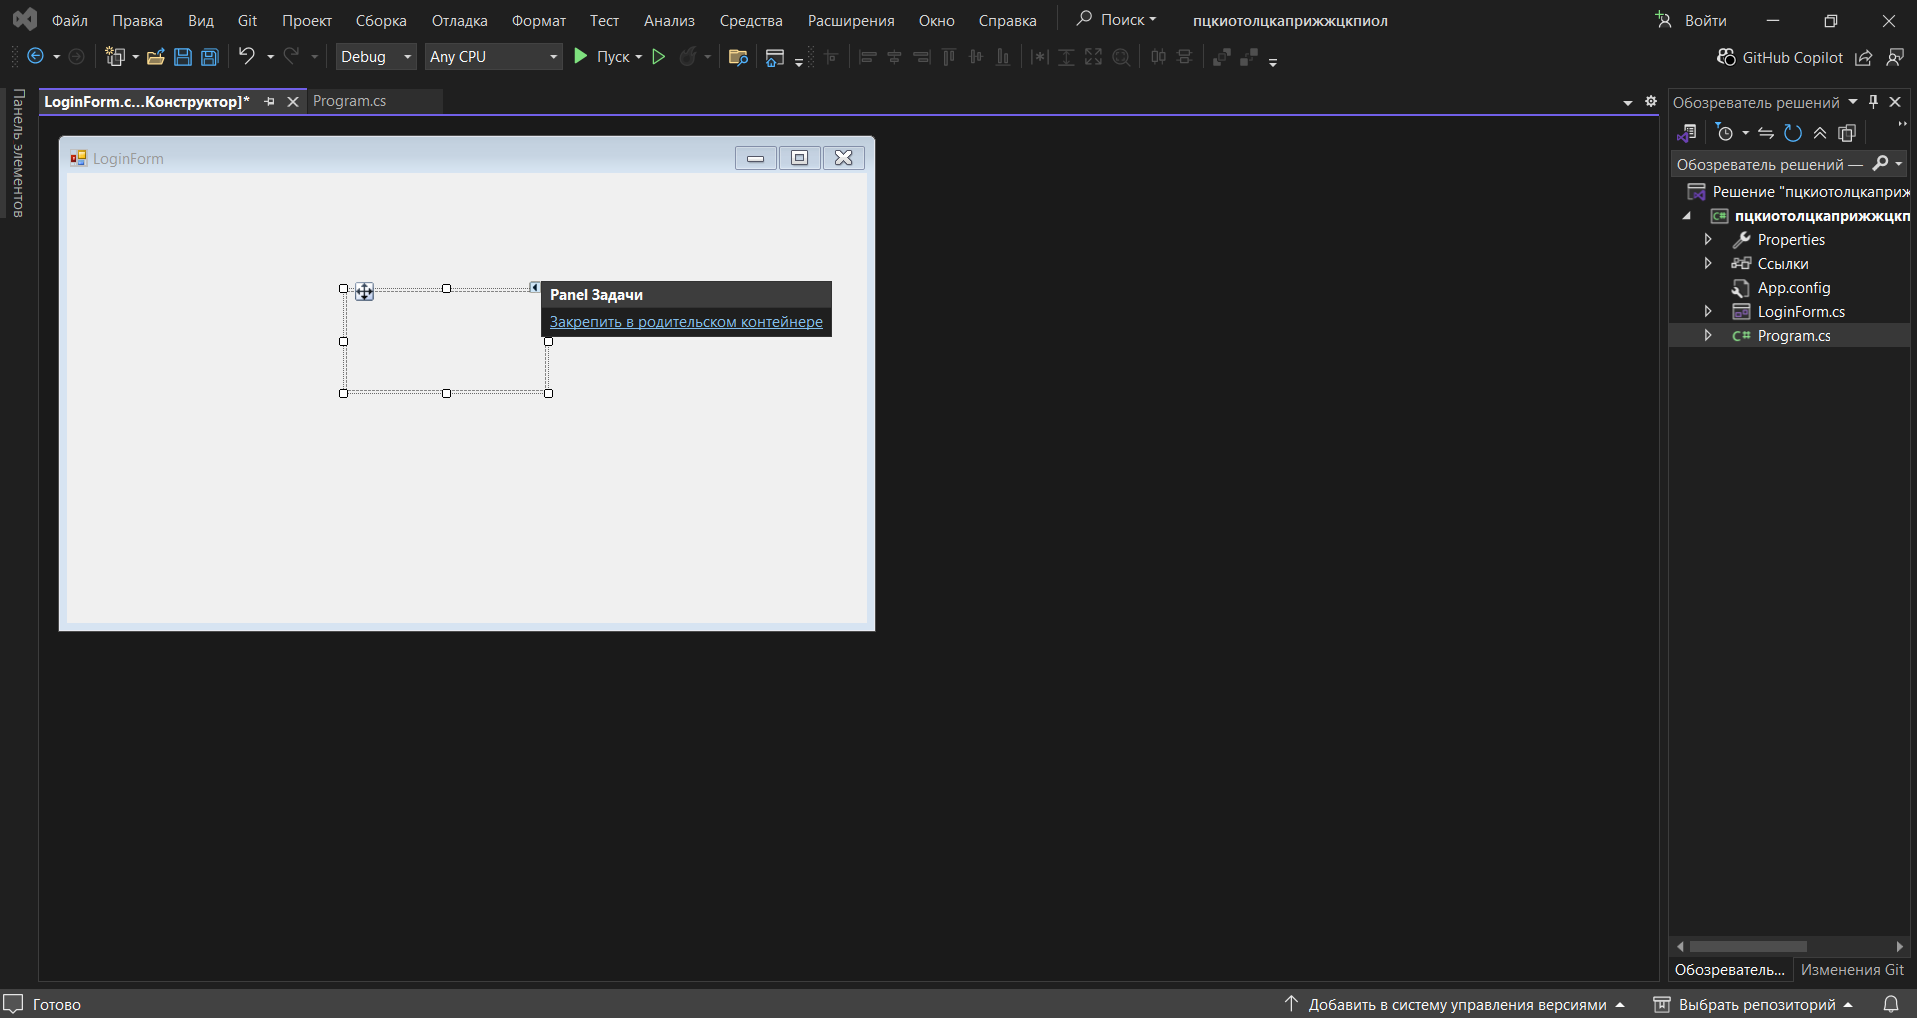 Файл Правка Вид Git Проект Сборка Отладка Формат Тест Анализ Средства Расширения Окно Справка Поиск пцкиотолцкаприжжцкпиол Войти
Debug Any CPU Пуск GitHub Copilot
Панель элементов
LoginForm.c...Конструктор]* Program.cs
LoginForm
Panel Задачи
Закрепить в родительском контейнере
Обозреватель решений
Обозреватель решений —
Решение "пцкиотолцкаприж
C# пцкиотолцкаприжжцкп
Properties
Ссылки
App.config
LoginForm.cs
C# Program.cs
Обозреватель... Изменения Git
Готово Добавить в систему управления версиями Выбрать репозиторий